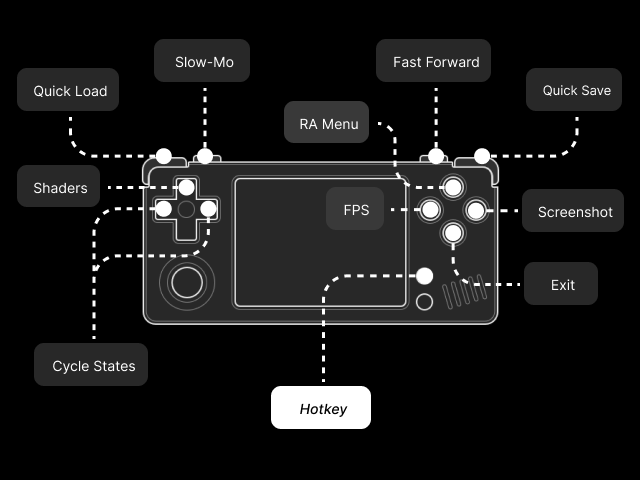 Slow-Mo
Fast Forward
Quick Load
Quick Save
RA Menu
Shaders
FPS
Screenshot
Exit
Cycle States
Hotkey